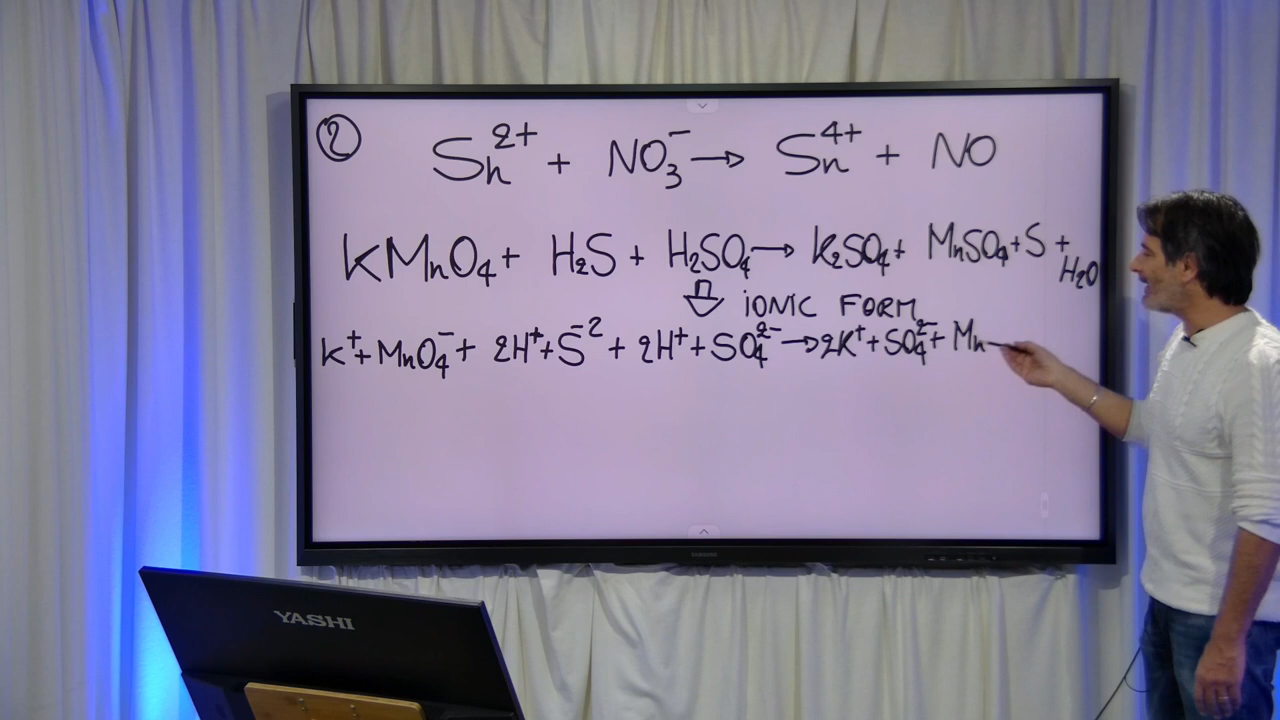 ② Sn²⁺ + NO₃⁻ → Sn⁴⁺ + NO
KMnO₄ + H₂S + H₂SO₄ → K₂SO₄ + MnSO₄ + S + H₂O
⇩ IONIC FORM
K⁺ + MnO₄⁻ + 2H⁺ + S⁻² + 2H⁺ + SO₄²⁻ → 2K⁺ + SO₄²⁻ + Mn
SAMSUNG
YASHI